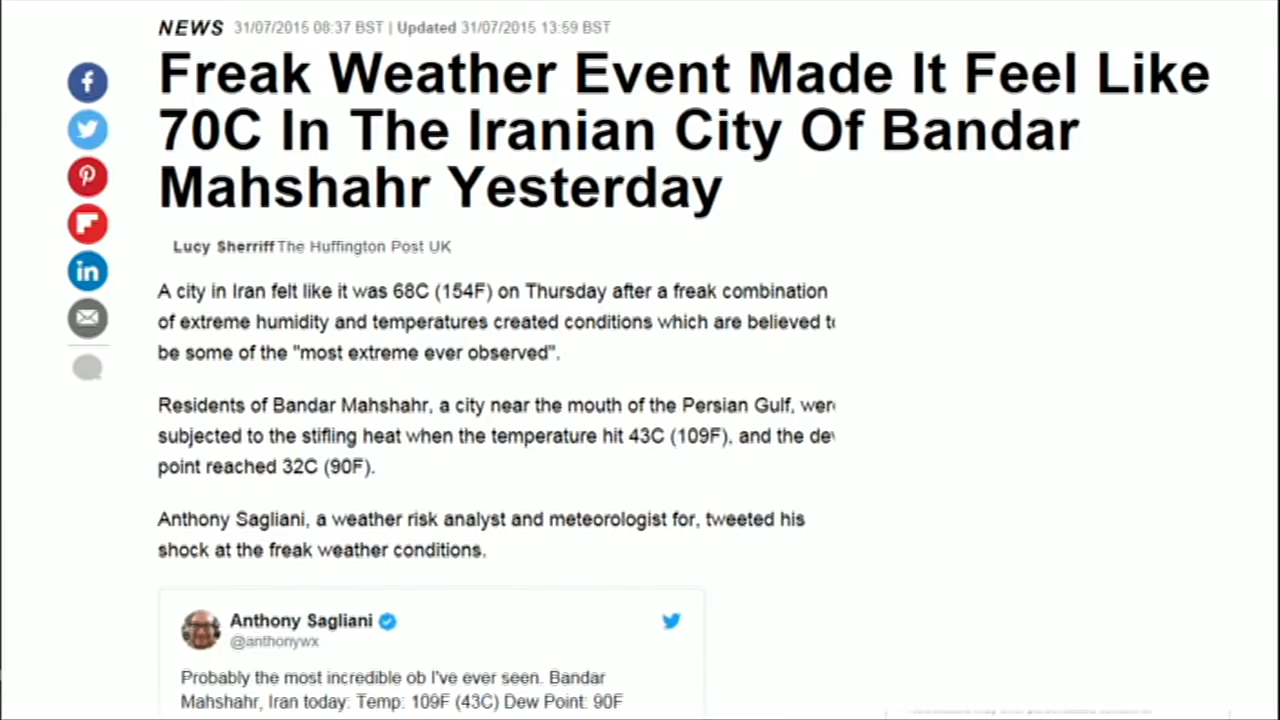 NEWS 31/07/2015 08:37 BST | Updated 31/07/2015 13:59 BST
Freak Weather Event Made It Feel Like
70C In The Iranian City Of Bandar
Mahshahr Yesterday
Lucy Sherriff The Huffington Post UK
A city in Iran felt like it was 68C (154F) on Thursday after a freak combination
of extreme humidity and temperatures created conditions which are believed to
be some of the "most extreme ever observed".
Residents of Bandar Mahshahr, a city near the mouth of the Persian Gulf, were
subjected to the stifling heat when the temperature hit 43C (109F), and the dew
point reached 32C (90F).
Anthony Sagliani, a weather risk analyst and meteorologist for, tweeted his
shock at the freak weather conditions.
Anthony Sagliani
@anthonywx
Probably the most incredible ob I've ever seen. Bandar
Mahshahr, Iran today: Temp: 109F (43C) Dew Point: 90F